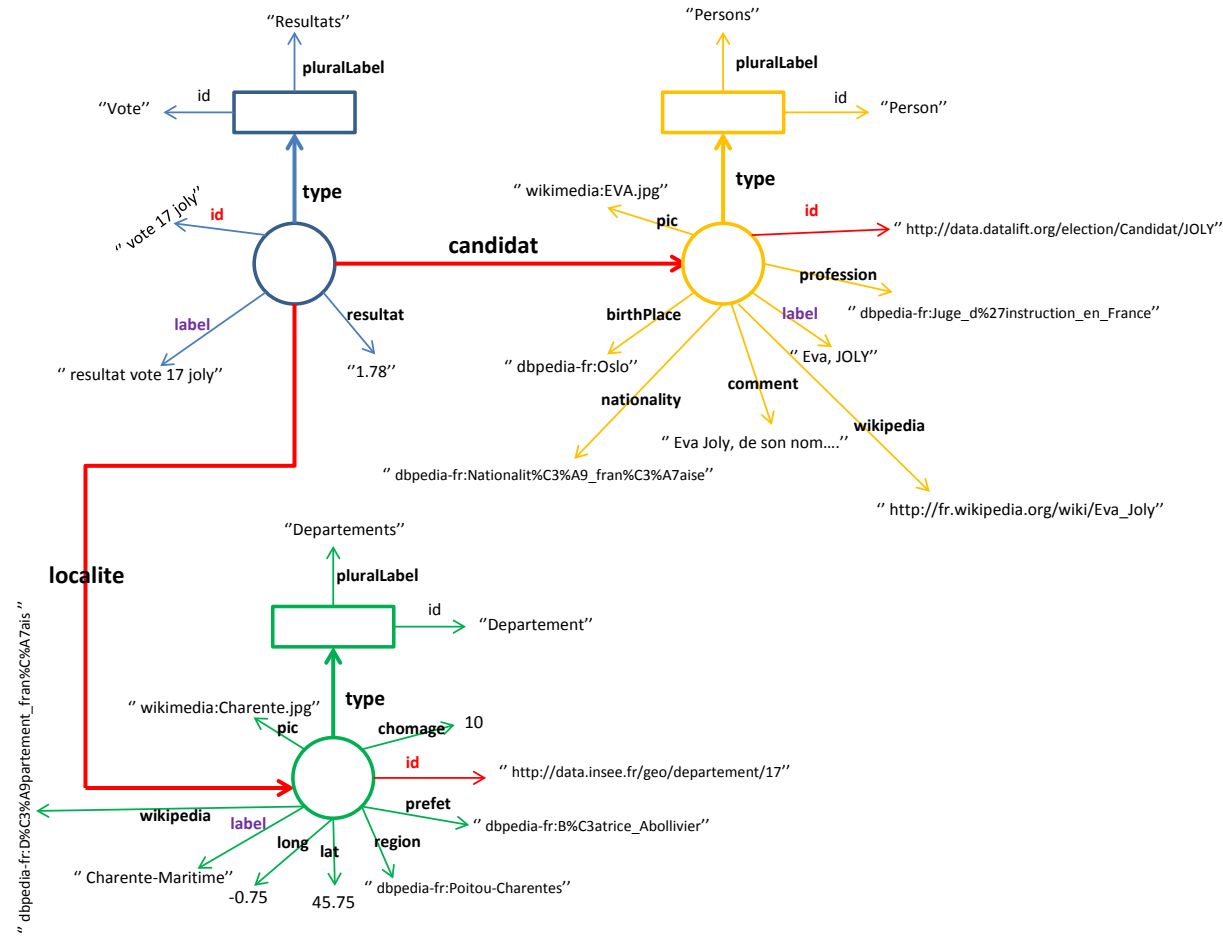 ‘’Resultats’’
pluralLabel
id
‘’Vote’’
type
‘’ vote 17 joly’’
id
label
resultat
‘’ resultat vote 17 joly’’
‘’1.78’’
candidat
‘’Persons’’
pluralLabel
id
‘’Person’’
type
‘’ wikimedia:EVA.jpg’’
pic
id
‘’ http://data.datalift.org/election/Candidat/JOLY’’
profession
‘’ dbpedia-fr:Juge_d%27instruction_en_France’’
birthPlace
label
‘’ dbpedia-fr:Oslo’’
‘’ Eva, JOLY’’
nationality
comment
wikipedia
‘’ Eva Joly, de son nom....’’
‘’ dbpedia-fr:Nationalit%C3%A9_fran%C3%A7aise’’
‘’ http://fr.wikipedia.org/wiki/Eva_Joly’’
localite
‘’Departements’’
pluralLabel
id
‘’Departement’’
type
‘’ wikimedia:Charente.jpg’’
pic
chomage
10
id
‘’ http://data.insee.fr/geo/departement/17’’
prefet
‘’ dbpedia-fr:B%C3atrice_Abollivier’’
wikipedia
‘’ dbpedia-fr:D%C3%A9partement_fran%C%A7ais ‘’
label
long
lat
region
‘’ Charente-Maritime’’
-0.75
45.75
‘’ dbpedia-fr:Poitou-Charentes’’